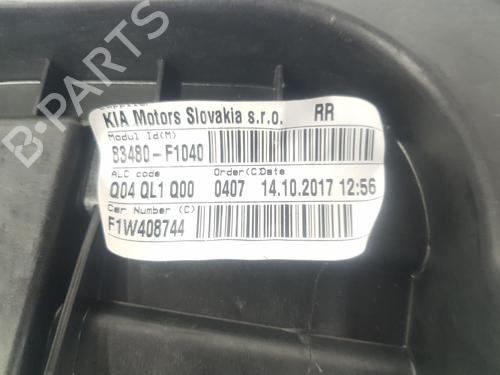 KIA Motors Slovakia s.r.o. RR
Modul Id(M)
83480-F1040
ALC code Order(C)Date
Q04 QL1 Q00 0407 14.10.2017 12:56
Car Number (C)
F1W408744
B-PARTS